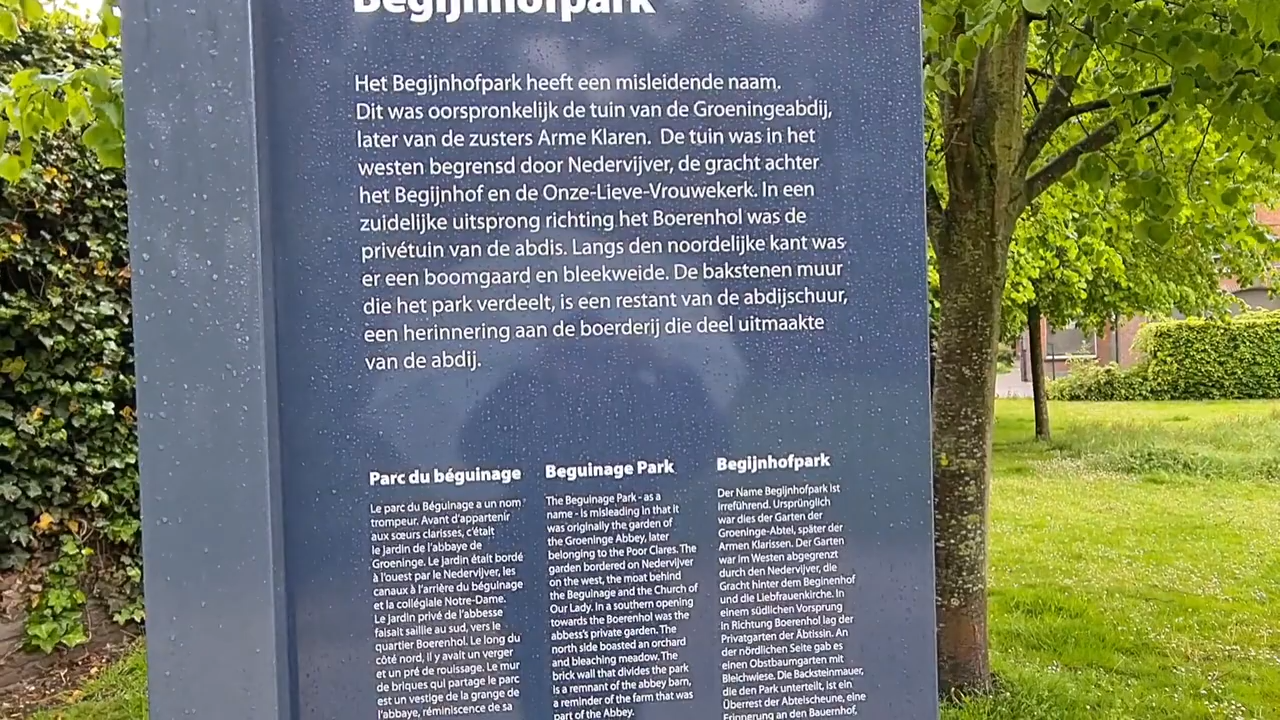 Begijnhofpark
Het Begijnhofpark heeft een misleidende naam.
Dit was oorspronkelijk de tuin van de Groeningeabdij,
later van de zusters Arme Klaren. De tuin was in het
westen begrensd door Nedervijver, de gracht achter
het Begijnhof en de Onze-Lieve-Vrouwekerk. In een
zuidelijke uitsprong richting het Boerenhol was de
privétuin van de abdis. Langs den noordelijke kant was
er een boomgaard en bleekweide. De bakstenen muur
die het park verdeelt, is een restant van de abdijschuur,
een herinnering aan de boerderij die deel uitmaakte
van de abdij.
Parc du béguinage
Le parc du Béguinage a un nom
trompeur. Avant d'appartenir
aux sœurs clarisses, c'était
le jardin de l'abbaye de
Groeninge. Le jardin était bordé
à l'ouest par le Nedervijver, les
canaux à l'arrière du béguinage
et la collégiale Notre-Dame.
Le jardin privé de l'abbesse
faisait saillie au sud, vers le
quartier Boerenhol. Le long du
côté nord, il y avait un verger
et un pré de rouissage. Le mur
de briques qui partage le parc
est un vestige de la grange de
l'abbaye, réminiscence de sa
Beguinage Park
The Beguinage Park - as a
name - is misleading in that it
was originally the garden of
the Groeninge Abbey, later
belonging to the Poor Clares. The
garden bordered on Nedervijver
on the west, the moat behind
the Beguinage and the Church of
Our Lady. In a southern opening
towards the Boerenhol was the
abbess's private garden. The
north side boasted an orchard
and bleaching meadow. The
brick wall that divides the park
is a remnant of the abbey barn,
a reminder of the farm that was
part of the Abbey.
Begijnhofpark
Der Name Begijnhofpark ist
irreführend. Ursprünglich
war dies der Garten der
Groeninge-Abtei, später der
Armen Klarissen. Der Garten
war im Westen abgegrenzt
durch den Nedervijver, die
Gracht hinter dem Beginenhof
und die Liebfrauenkirche. In
einem südlichen Vorsprung
in Richtung Boerenhol lag der
Privatgarten der Äbtissin. An
der nördlichen Seite gab es
einen Obstbaumgarten mit
Bleichwiese. Die Backsteinmauer,
die den Park unterteilt, ist ein
Überrest der Abteischeune, eine
Erinnerung an den Bauernhof,